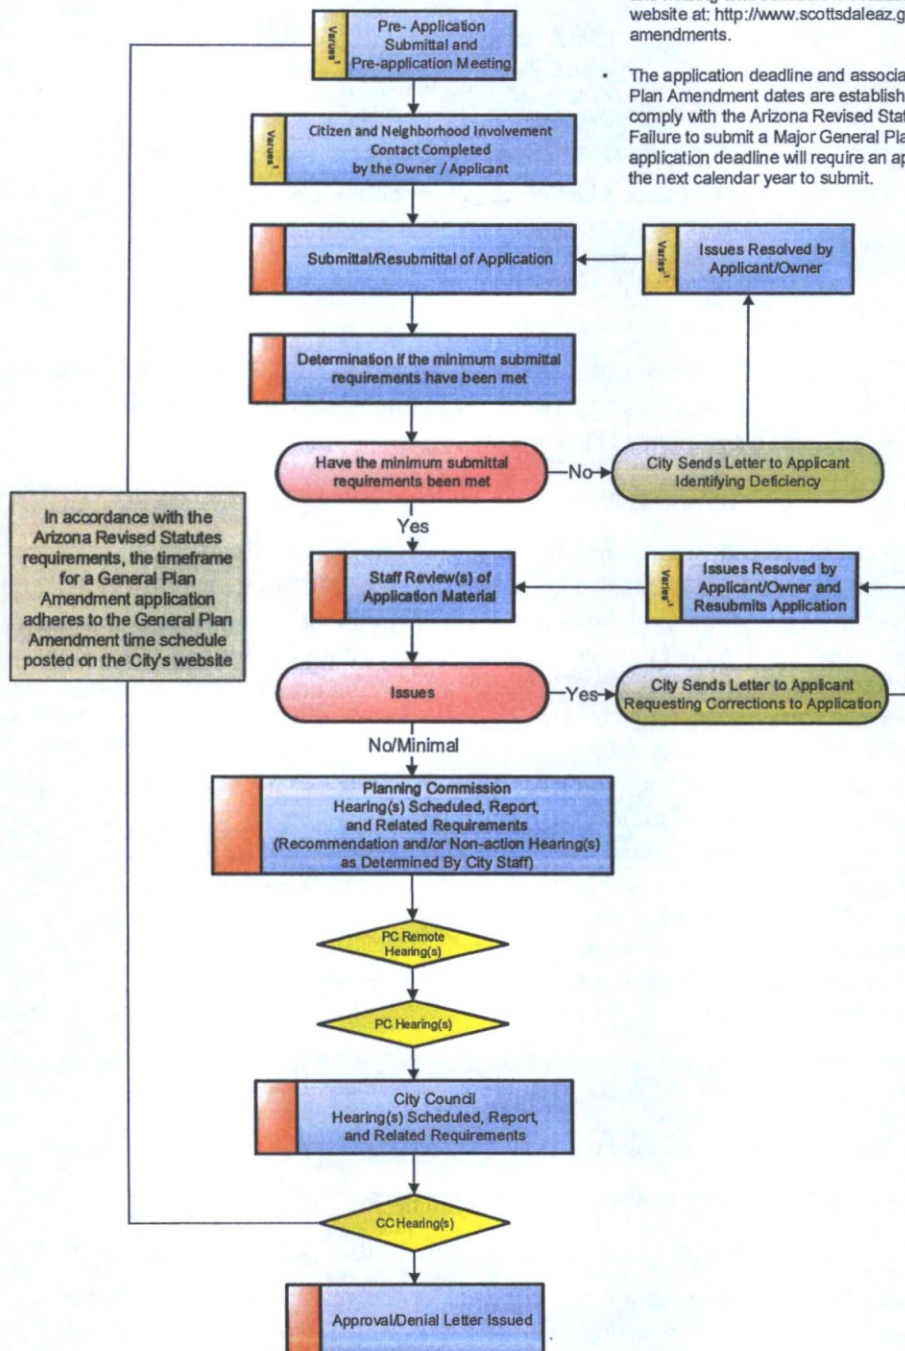 website at: http://www.scottsdaleaz.g
amendments.
• The application deadline and associa
Plan Amendment dates are establish
comply with the Arizona Revised Stat
Failure to submit a Major General Pla
application deadline will require an ap
the next calendar year to submit.
Varues¹
Pre- Application
Submittal and
Pre-application Meeting
Varues¹
Citizen and Neighborhood Involvement
Contact Completed
by the Owner / Applicant
Submittal/Resubmittal of Application
Varies¹
Issues Resolved by
Applicant/Owner
Determination if the minimum submittal
requirements have been met
Have the minimum submittal
requirements been met
No
City Sends Letter to Applicant
Identifying Deficiency
Yes
In accordance with the
Arizona Revised Statutes
requirements, the timeframe
for a General Plan
Amendment application
adheres to the General Plan
Amendment time schedule
posted on the City's website
Staff Review(s) of
Application Material
Varies¹
Issues Resolved by
Applicant/Owner and
Resubmits Application
Issues
Yes
City Sends Letter to Applicant
Requesting Corrections to Application
No/Minimal
Planning Commission
Hearing(s) Scheduled, Report,
and Related Requirements
(Recommendation and/or Non-action Hearing(s)
as Determined By City Staff)
PC Remote
Hearing(s)
PC Hearing(s)
City Council
Hearing(s) Scheduled, Report,
and Related Requirements
CC Hearing(s)
Approval/Denial Letter Issued